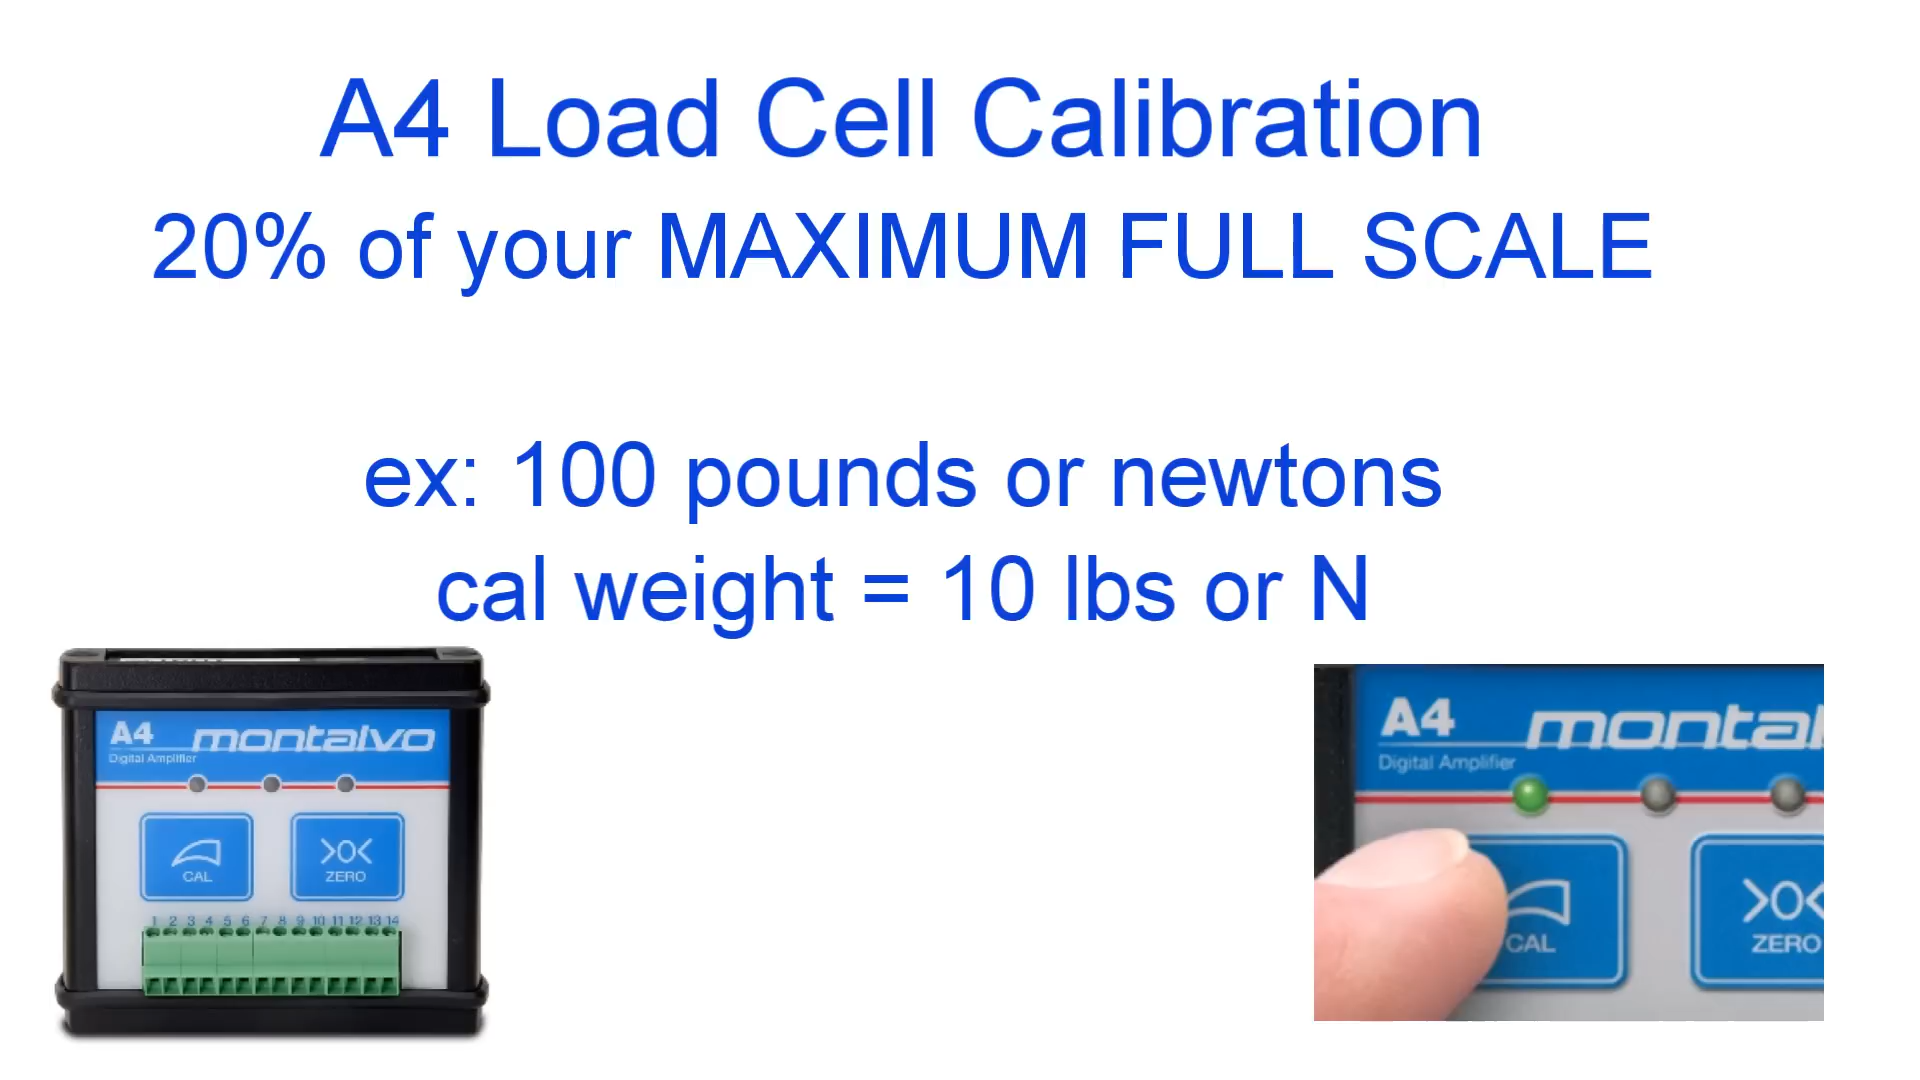 A4 Load Cell Calibration
20% of your MAXIMUM FULL SCALE
ex: 100 pounds or newtons
cal weight = 10 lbs or N
A4 montalvo
Digital Amplifier
CAL ZERO
1 2 3 4 5 6 7 8 9 10 11 12 13 14
A4 montal
Digital Amplifier
CAL ZERO